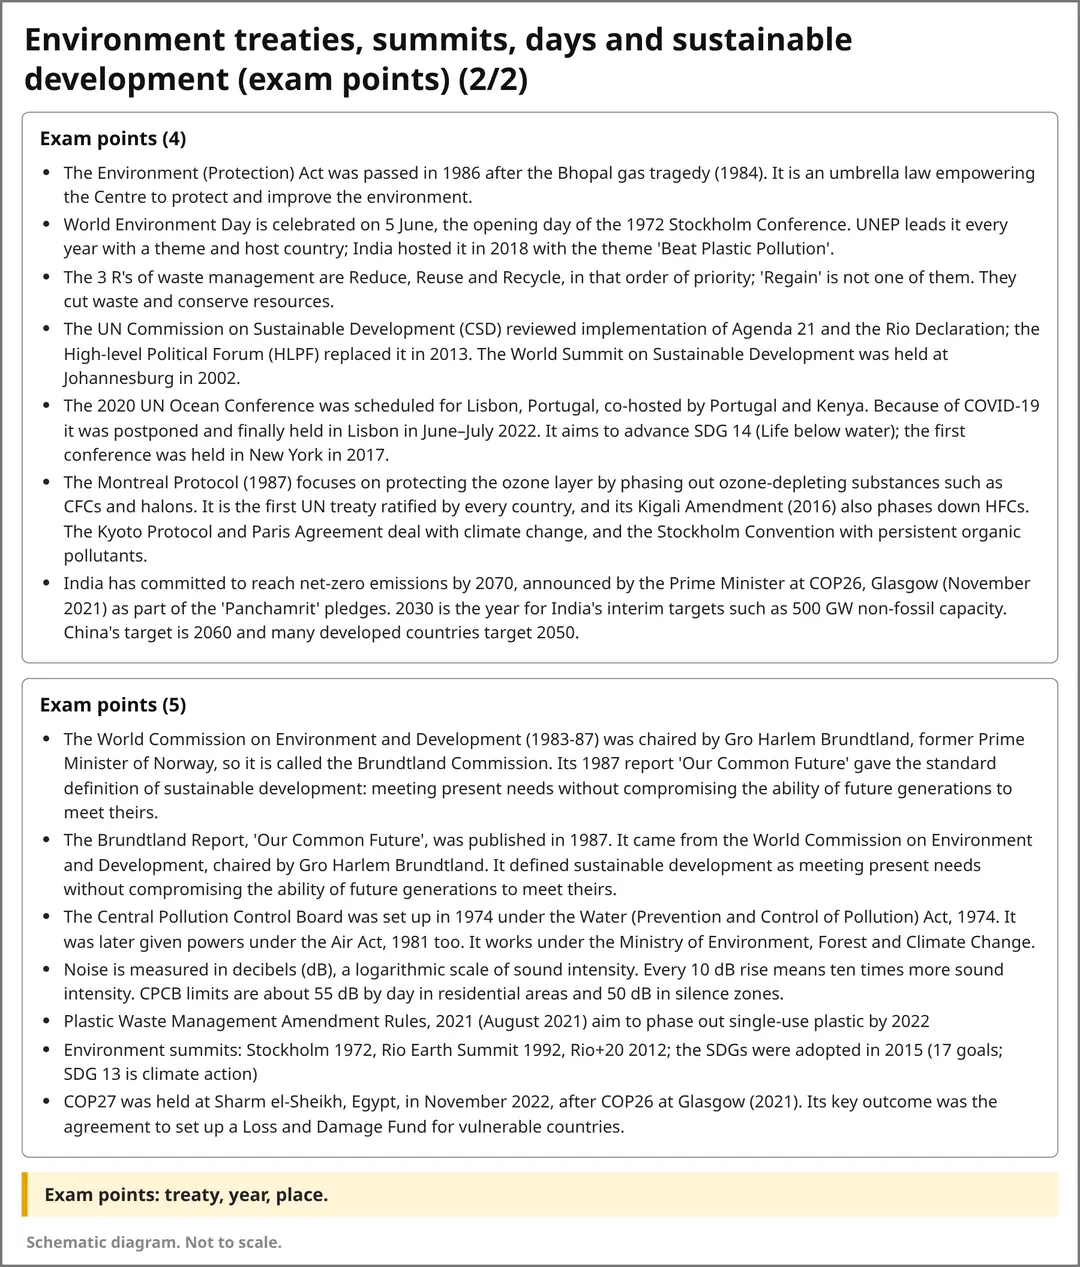 Environment treaties, summits, days and sustainable
development (exam points) (2/2)
Exam points (4)
• The Environment (Protection) Act was passed in 1986 after the Bhopal gas tragedy (1984). It is an umbrella law empowering
the Centre to protect and improve the environment.
• World Environment Day is celebrated on 5 June, the opening day of the 1972 Stockholm Conference. UNEP leads it every
year with a theme and host country; India hosted it in 2018 with the theme 'Beat Plastic Pollution'.
• The 3 R's of waste management are Reduce, Reuse and Recycle, in that order of priority; 'Regain' is not one of them. They
cut waste and conserve resources.
• The UN Commission on Sustainable Development (CSD) reviewed implementation of Agenda 21 and the Rio Declaration; the
High-level Political Forum (HLPF) replaced it in 2013. The World Summit on Sustainable Development was held at
Johannesburg in 2002.
• The 2020 UN Ocean Conference was scheduled for Lisbon, Portugal, co-hosted by Portugal and Kenya. Because of COVID-19
it was postponed and finally held in Lisbon in June–July 2022. It aims to advance SDG 14 (Life below water); the first
conference was held in New York in 2017.
• The Montreal Protocol (1987) focuses on protecting the ozone layer by phasing out ozone-depleting substances such as
CFCs and halons. It is the first UN treaty ratified by every country, and its Kigali Amendment (2016) also phases down HFCs.
The Kyoto Protocol and Paris Agreement deal with climate change, and the Stockholm Convention with persistent organic
pollutants.
• India has committed to reach net-zero emissions by 2070, announced by the Prime Minister at COP26, Glasgow (November
2021) as part of the 'Panchamrit' pledges. 2030 is the year for India's interim targets such as 500 GW non-fossil capacity.
China's target is 2060 and many developed countries target 2050.
Exam points (5)
• The World Commission on Environment and Development (1983-87) was chaired by Gro Harlem Brundtland, former Prime
Minister of Norway, so it is called the Brundtland Commission. Its 1987 report 'Our Common Future' gave the standard
definition of sustainable development: meeting present needs without compromising the ability of future generations to
meet theirs.
• The Brundtland Report, 'Our Common Future', was published in 1987. It came from the World Commission on Environment
and Development, chaired by Gro Harlem Brundtland. It defined sustainable development as meeting present needs
without compromising the ability of future generations to meet theirs.
• The Central Pollution Control Board was set up in 1974 under the Water (Prevention and Control of Pollution) Act, 1974. It
was later given powers under the Air Act, 1981 too. It works under the Ministry of Environment, Forest and Climate Change.
• Noise is measured in decibels (dB), a logarithmic scale of sound intensity. Every 10 dB rise means ten times more sound
intensity. CPCB limits are about 55 dB by day in residential areas and 50 dB in silence zones.
• Plastic Waste Management Amendment Rules, 2021 (August 2021) aim to phase out single-use plastic by 2022
• Environment summits: Stockholm 1972, Rio Earth Summit 1992, Rio+20 2012; the SDGs were adopted in 2015 (17 goals;
SDG 13 is climate action)
• COP27 was held at Sharm el-Sheikh, Egypt, in November 2022, after COP26 at Glasgow (2021). Its key outcome was the
agreement to set up a Loss and Damage Fund for vulnerable countries.
Exam points: treaty, year, place.
Schematic diagram. Not to scale.